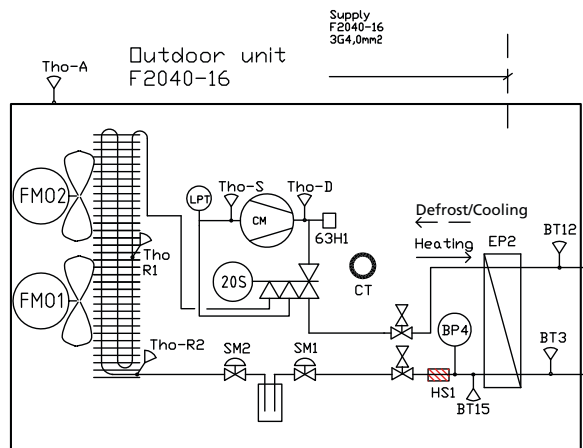 Supply
F2040-16
3G4,0mm2
Outdoor unit
F2040-16
Tho-A
FM02
FM01
LPT
Tho-S
CM
Tho-D
63H1
Defrost/Cooling
Heating
EP2
BT12
Tho
R1
20S
CT
Tho-R2
SM2
SM1
BP4
BT3
HS1
BT15